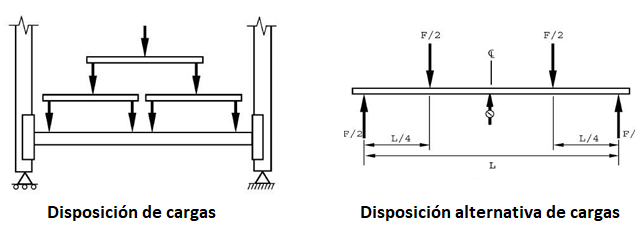 F/2
F/2
℄
F/2
F/
L/4
L/4
L
Disposición de cargas
Disposición alternativa de cargas